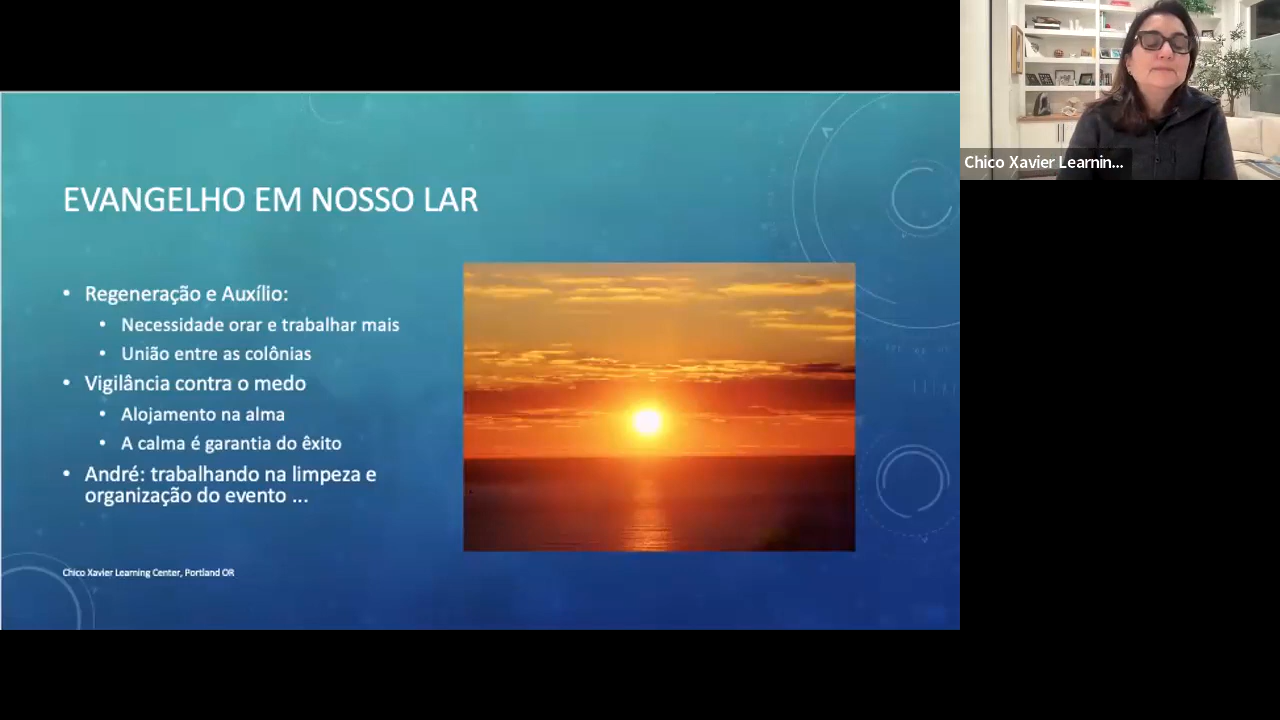 EVANGELHO EM NOSSO LAR
• Regeneração e Auxílio:
• Necessidade orar e trabalhar mais
• União entre as colônias
• Vigilância contra o medo
• Alojamento na alma
• A calma é garantia do êxito
• André: trabalhando na limpeza e
organização do evento ...
Chico Xavier Learning Center, Portland OR
Chico Xavier Learnin...